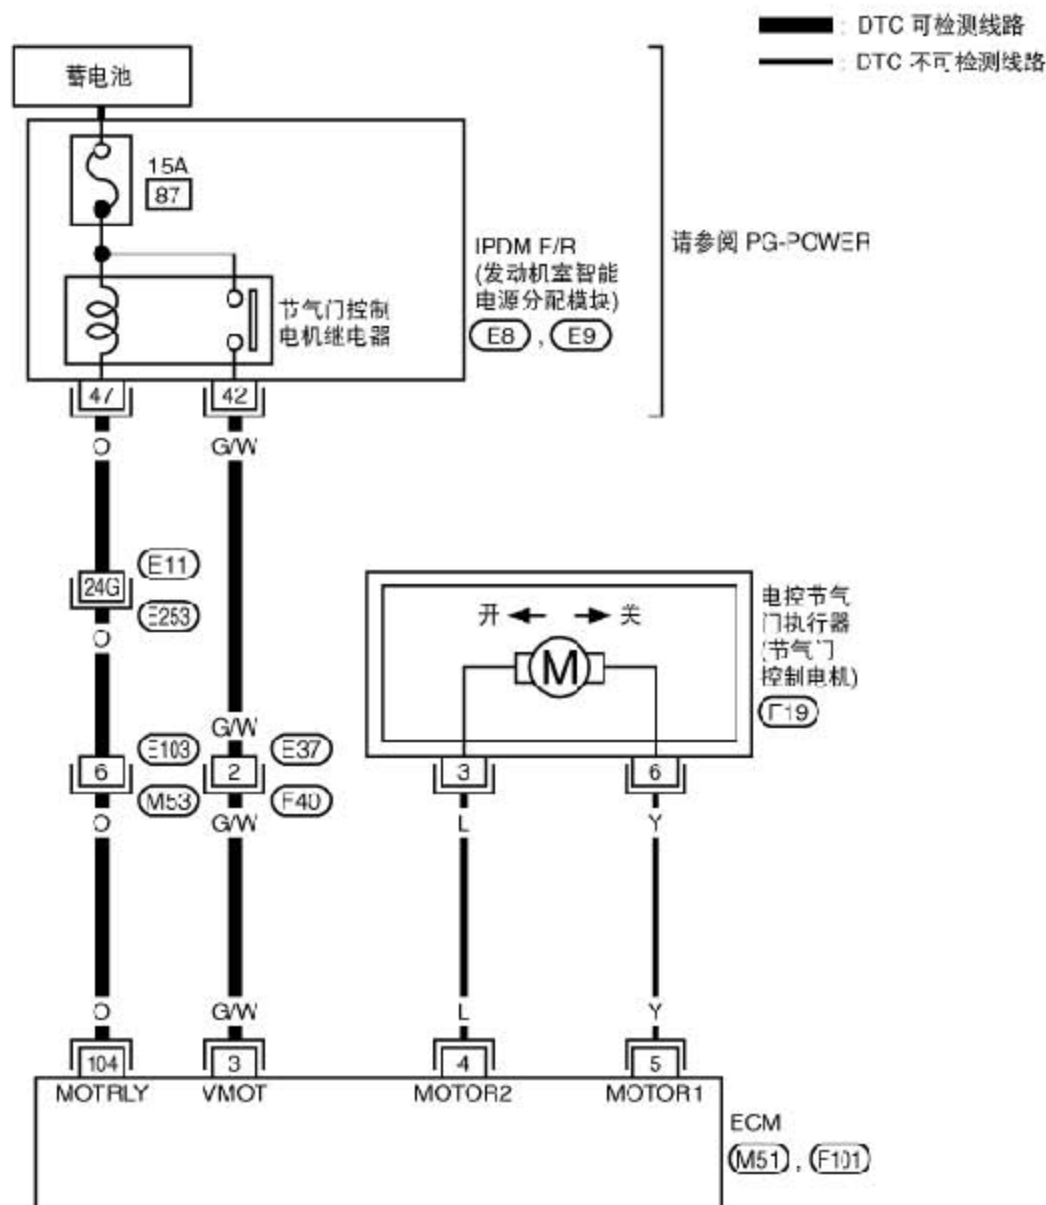 : DTC 可检测线路
: DTC 不可检测线路
蓄电池
15A
87
节气门控制
电机继电器
IPDM E/R
(发动机室智能
电源分配模块)
E8 , E9
请参阅 PG-POWER
47
42
O
G/W
24G
E11
E253
O
G/W
6
E103
M53
2
E37
F40
O
G/W
开
关
M
电控节气
门执行器
(节气门
控制电机)
F19
3
6
L
Y
O
G/W
L
Y
104
3
4
5
MOTRLY
VMOT
MOTOR2
MOTOR1
ECM
M51 , F101